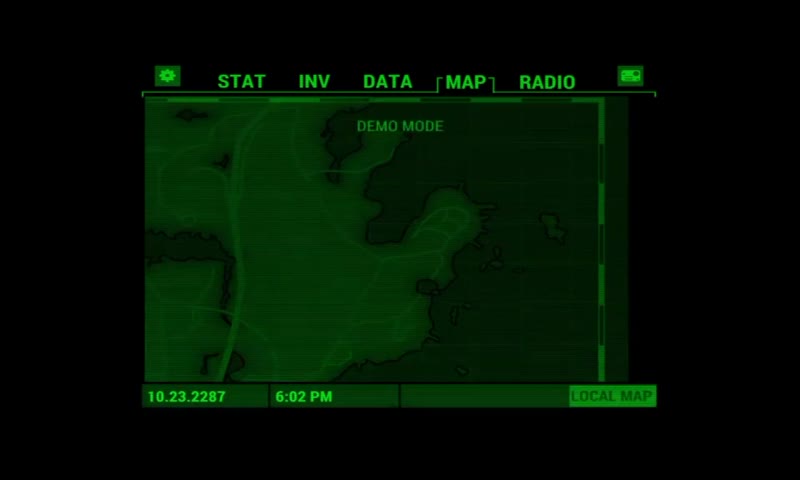 STAT INV DATA MAP RADIO
DEMO MODE
10.23.2287 6:02 PM LOCAL MAP